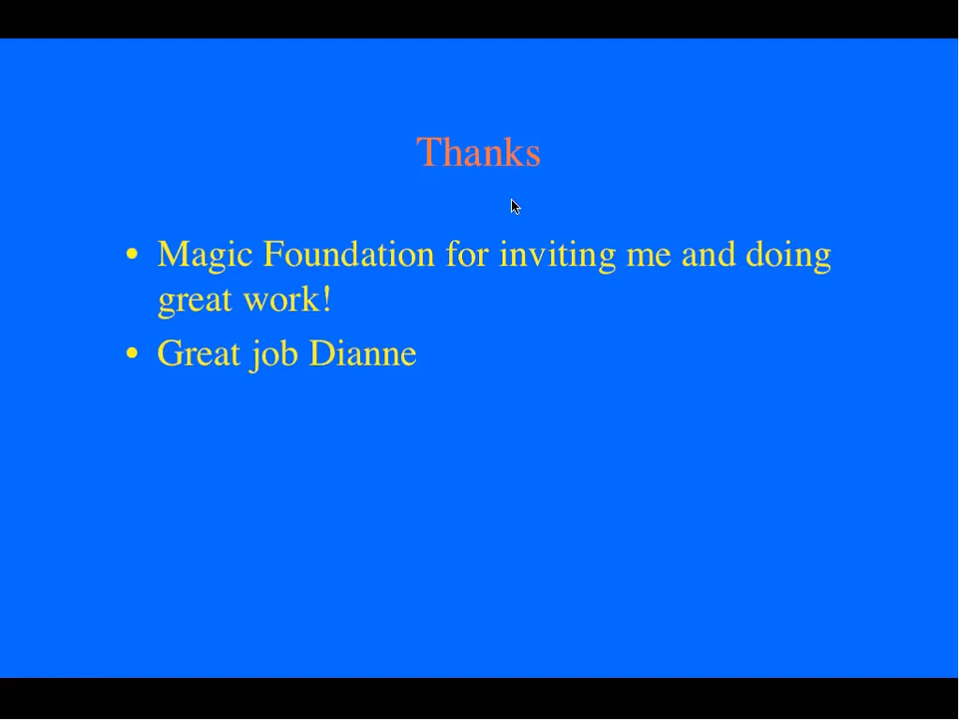 Thanks
• Magic Foundation for inviting me and doing
great work!
• Great job Dianne